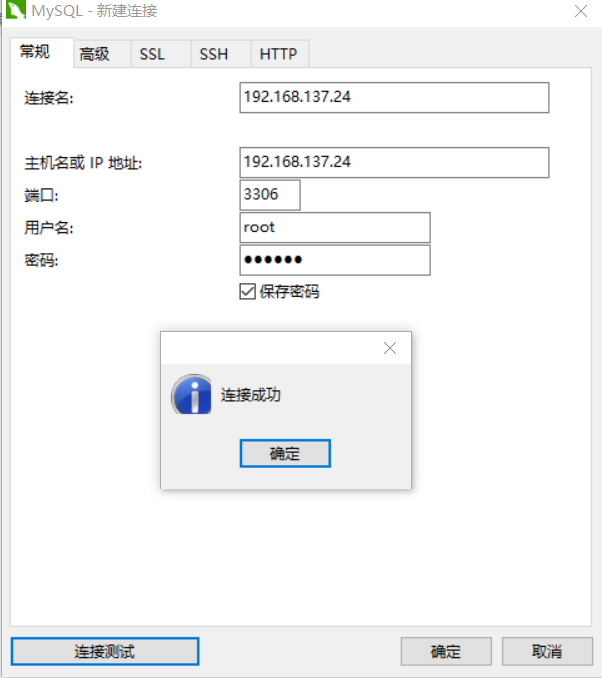 MySQL - 新建连接
常规 高级 SSL SSH HTTP
连接名: 192.168.137.24
主机名或 IP 地址: 192.168.137.24
端口: 3306
用户名: root
密码: ●●●●●●
保存密码
连接成功
确定
连接测试 确定 取消